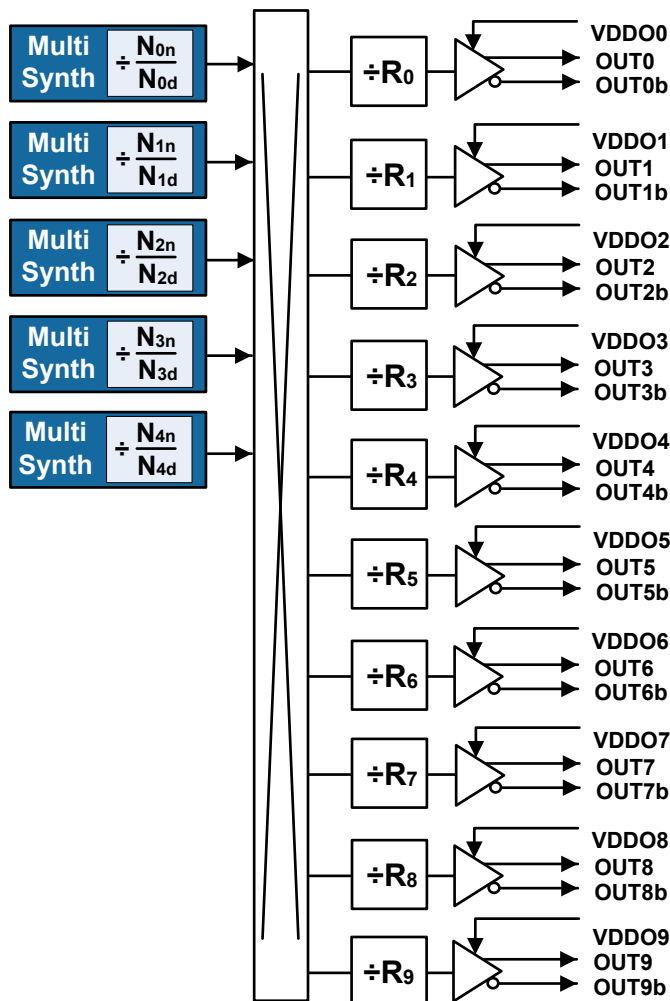 Multi Synth ÷ N0n/N0d
Multi Synth ÷ N1n/N1d
Multi Synth ÷ N2n/N2d
Multi Synth ÷ N3n/N3d
Multi Synth ÷ N4n/N4d
÷R0
VDDO0
OUT0
OUT0b
÷R1
VDDO1
OUT1
OUT1b
÷R2
VDDO2
OUT2
OUT2b
÷R3
VDDO3
OUT3
OUT3b
÷R4
VDDO4
OUT4
OUT4b
÷R5
VDDO5
OUT5
OUT5b
÷R6
VDDO6
OUT6
OUT6b
÷R7
VDDO7
OUT7
OUT7b
÷R8
VDDO8
OUT8
OUT8b
÷R9
VDDO9
OUT9
OUT9b